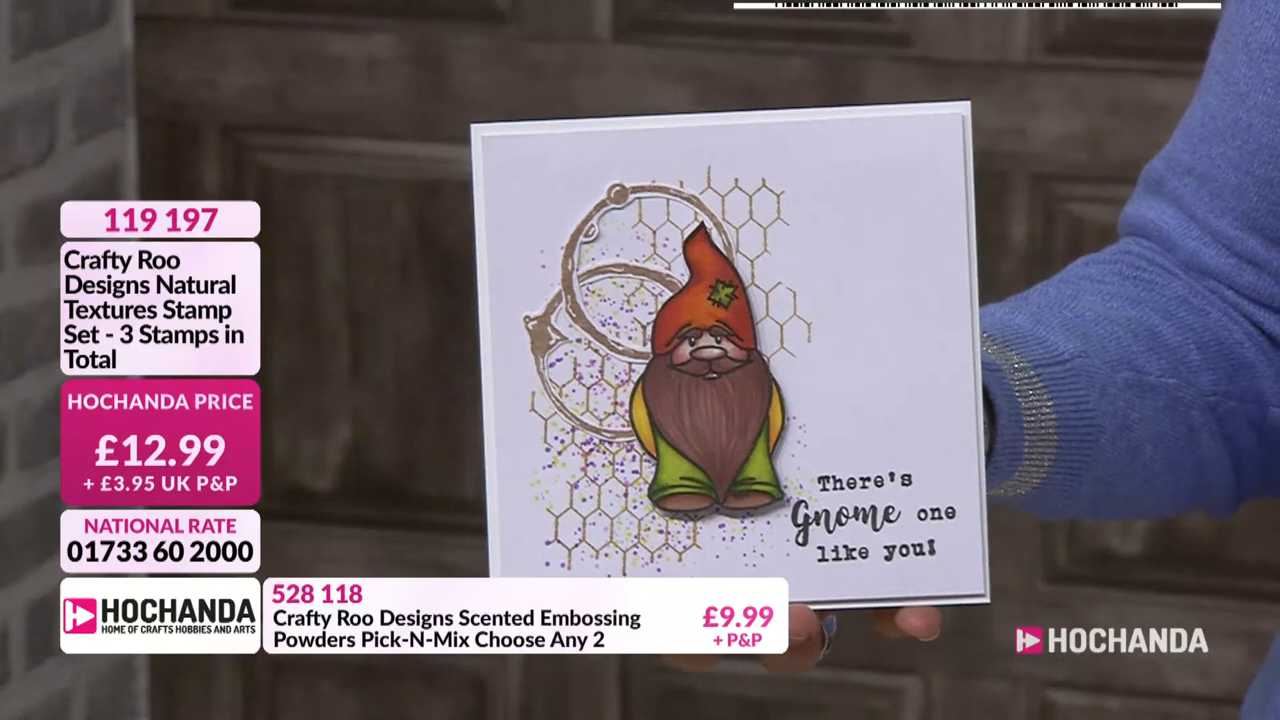 119 197
Crafty Roo
Designs Natural
Textures Stamp
Set - 3 Stamps in
Total
HOCHANDA PRICE
£12.99
+ £3.95 UK P&P
NATIONAL RATE
01733 60 2000
HOCHANDA
HOME OF CRAFTS HOBBIES AND ARTS
528 118
Crafty Roo Designs Scented Embossing
Powders Pick-N-Mix Choose Any 2
£9.99
+ P&P
There's
Gnome one
like you!
HOCHANDA